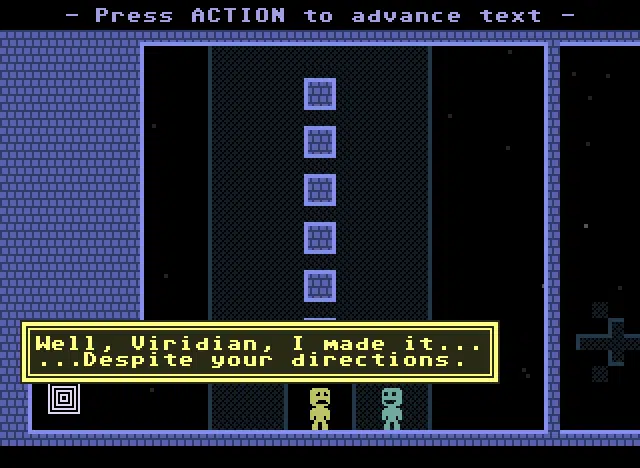 - Press ACTION to advance text -
Well, Viridian, I made it...
...Despite your directions.